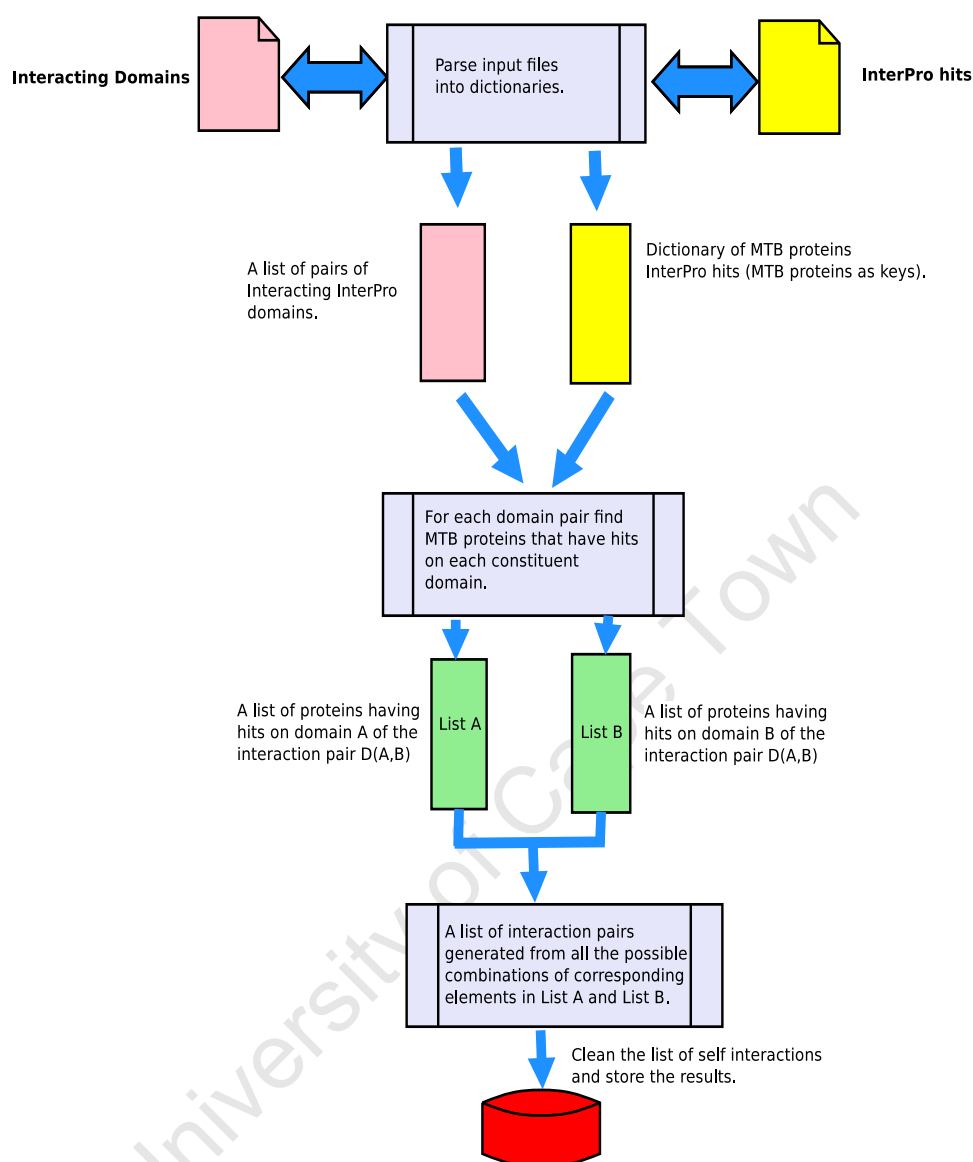 Interacting Domains
Parse input files
into dictionaries.
InterPro hits
A list of pairs of
Interacting InterPro
domains.
Dictionary of MTB proteins
InterPro hits (MTB proteins as keys).
For each domain pair find
MTB proteins that have hits
on each constituent
domain.
A list of proteins having
hits on domain A of the
interaction pair D(A,B)
List A
List B
A list of proteins having
hits on domain B of the
interaction pair D(A,B)
A list of interaction pairs
generated from all the possible
combinations of corresponding
elements in List A and List B.
Clean the list of self interactions
and store the results.
University of Cape Town